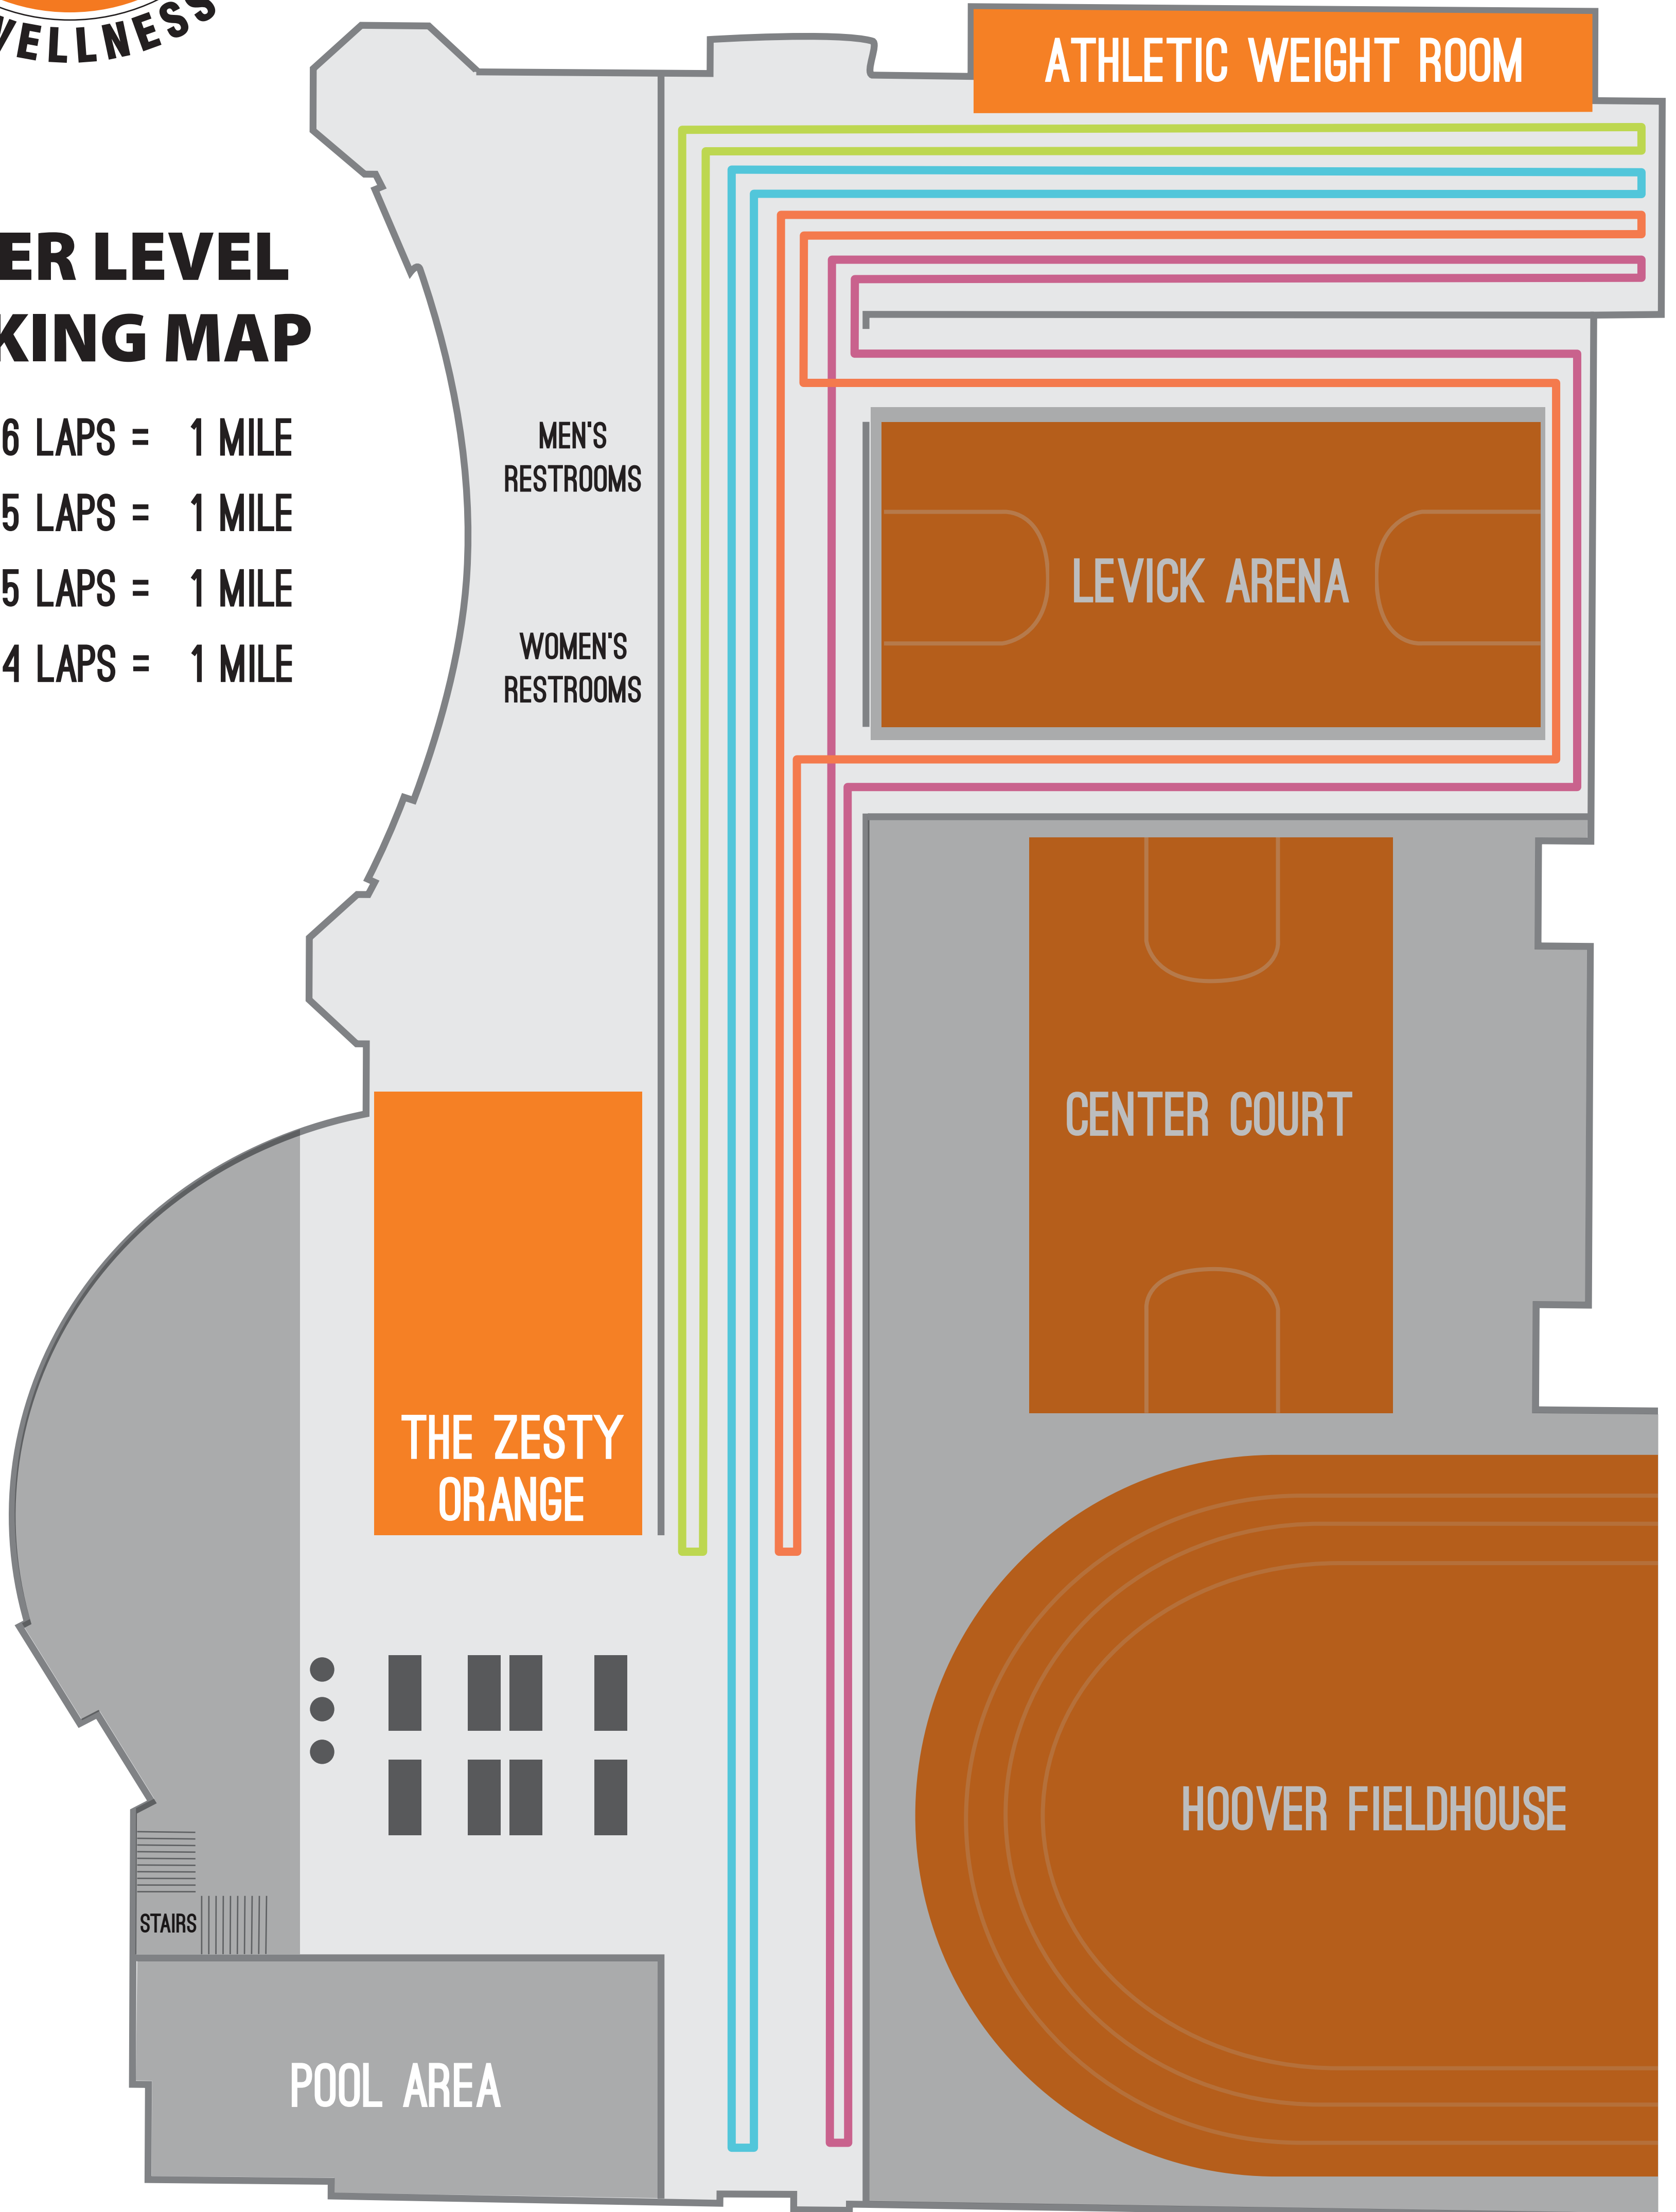 WELLNESS
ER LEVEL
KING MAP
6 LAPS = 1 MILE
5 LAPS = 1 MILE
5 LAPS = 1 MILE
4 LAPS = 1 MILE
ATHLETIC WEIGHT ROOM
MEN'S
RESTROOMS
WOMEN'S
RESTROOMS
LEVICK ARENA
CENTER COURT
THE ZESTY
ORANGE
HOOVER FIELDHOUSE
STAIRS
POOL AREA